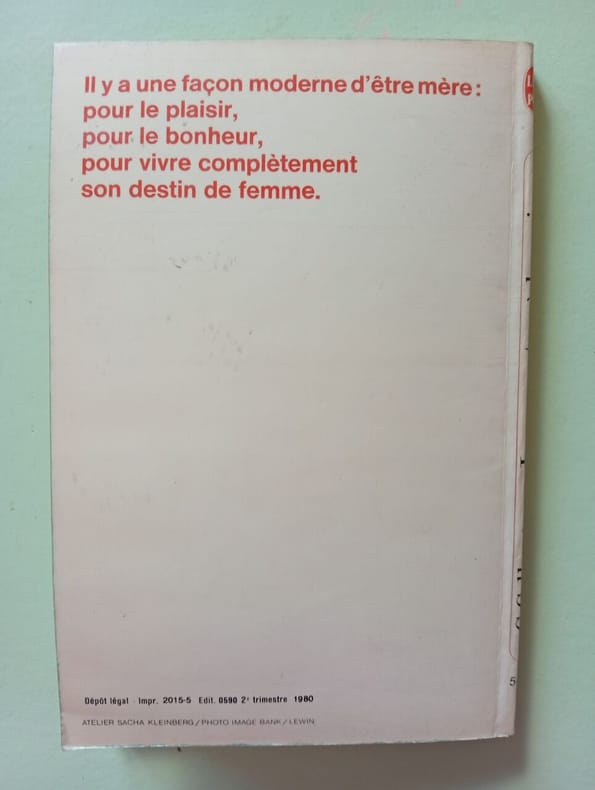 Il y a une façon moderne d'être mère :
pour le plaisir,
pour le bonheur,
pour vivre complètement
son destin de femme.
Dépôt légal Impr. 2015-5 Edit. 0590 2e trimestre 1980
ATELIER SACHA KLEINBERG / PHOTO IMAGE BANK / LEWIN
5